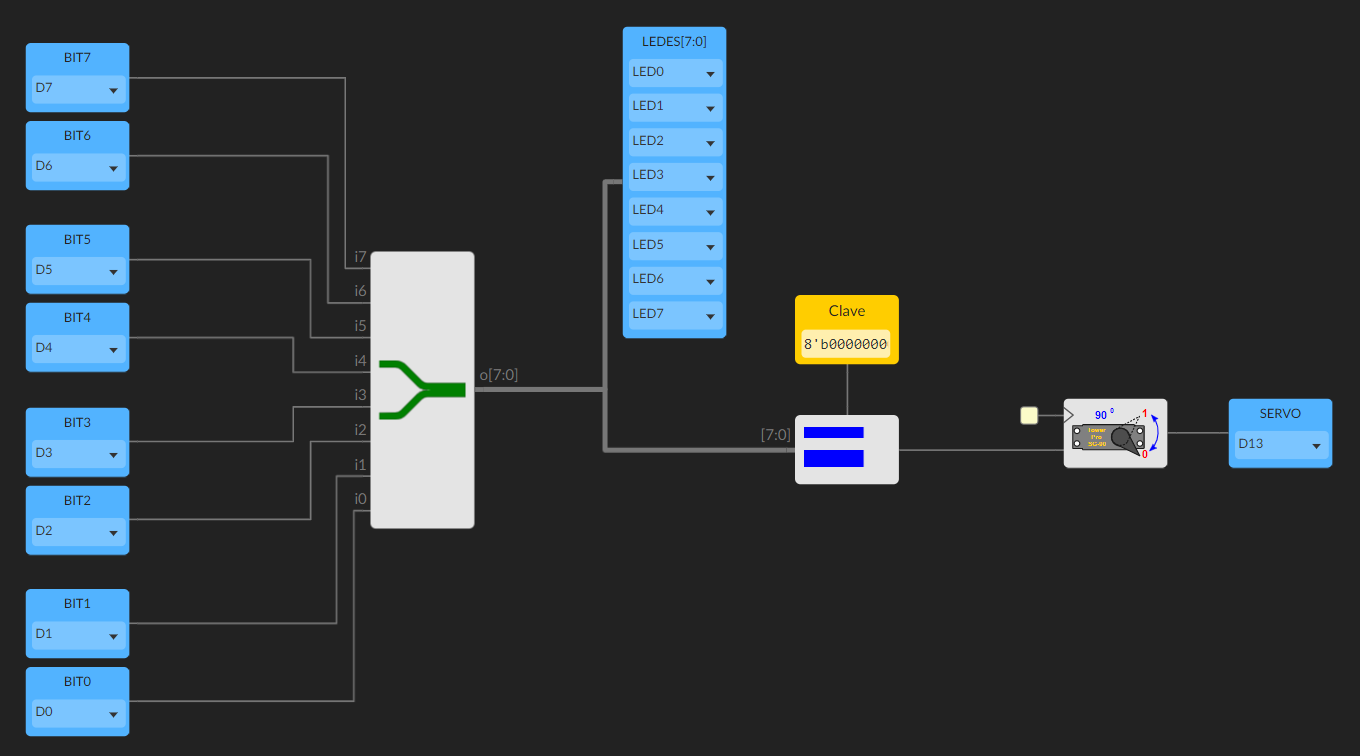 BIT7
D7
BIT6
D6
BIT5
D5
BIT4
D4
BIT3
D3
BIT2
D2
BIT1
D1
BIT0
D0
i7
i6
i5
i4
i3
i2
i1
i0
o[7:0]
LEDES[7:0]
LED0
LED1
LED2
LED3
LED4
LED5
LED6
LED7
Clave
8'b0000000
[7:0]
90 º
1
Tower
Pro
SG-90
0
SERVO
D13